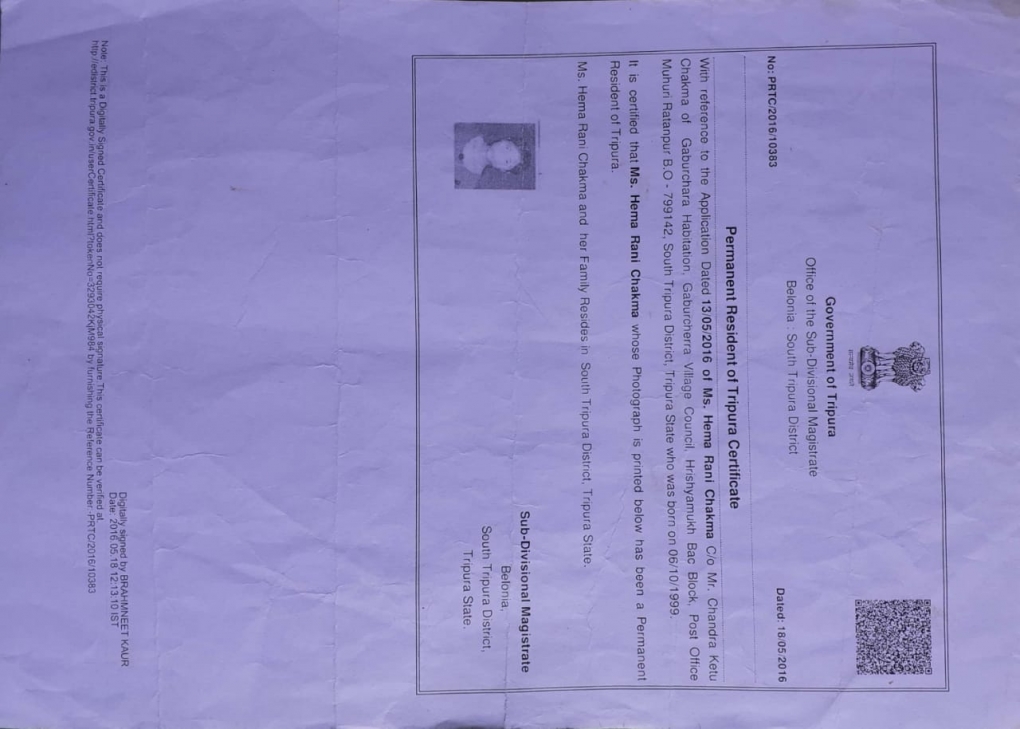 सत्यमेव जयते
Government of Tripura
Office of the Sub-Divisional Magistrate
Belonia : South Tripura District
No: PRTC/2016/10383
Dated: 18/05/2016
Permanent Resident of Tripura Certificate
With reference to the Application Dated 13/05/2016 of Ms. Hema Rani Chakma C/o Mr. Chandra Ketu
Chakma of Gaburchara Habitation, Gaburcherra Village Council, Hrishyamukh Bac Block, Post Office
Muhuri Ratanpur B.O - 799142, South Tripura District, Tripura State who was born on 06/10/1999.
It is certified that Ms. Hema Rani Chakma whose Photograph is printed below has been a Permanent
Resident of Tripura.
Ms. Hema Rani Chakma and her Family Resides in South Tripura District, Tripura State.
Sub-Divisional Magistrate
Belonia,
South Tripura District,
Tripura State.
Digitally signed by BRAHMNEET KAUR
Date: 2016.05.18 12:13:10 IST
Note: This is a Digitally Signed Certificate and does not require physical signature. This certificate can be verified at
http://edistrict.tripura.gov.in/userCertificate.html?tokenNo=3293042KjM984 by furnishing the Reference Number:-PRTC/2016/10383